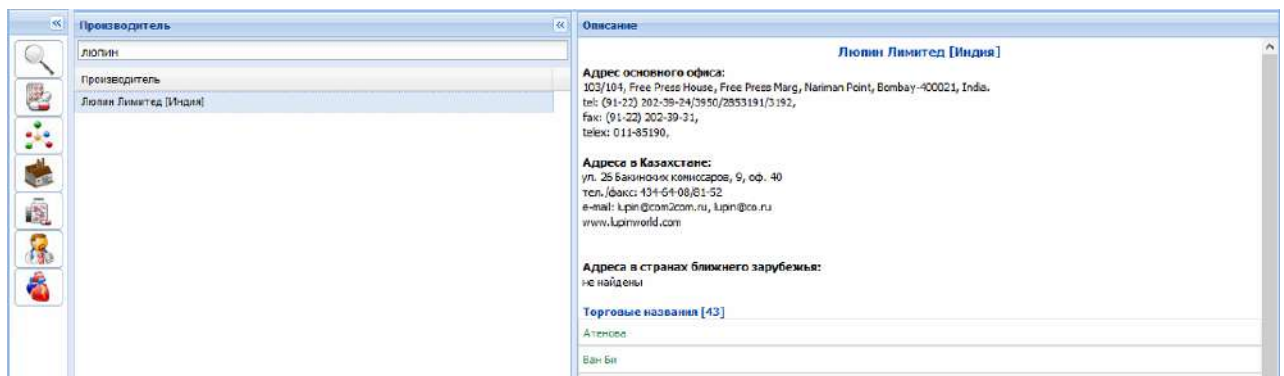 Производитель
люпин
Производитель
Люпин Лимитед [Индия]
Описание
Люпин Лимитед [Индия]
Адрес основного офиса:
103/104, Free Press House, Free Press Marg, Nariman Point, Bombay-400021, India.
tel: (91-22) 202-39-24/3950/2853191/3192,
fax: (91-22) 202-39-31,
telex: 011-85190,
Адреса в Казахстане:
ул. 26 Бакинских комиссаров, 9, оф. 40
тел./факс: 434-64-08/81-52
e-mail: lupin@com2com.ru, lupin@co.ru
www.lupinworld.com
Адреса в странах ближнего зарубежья:
не найдены
Торговые названия [43]
Атенова
Ван Би